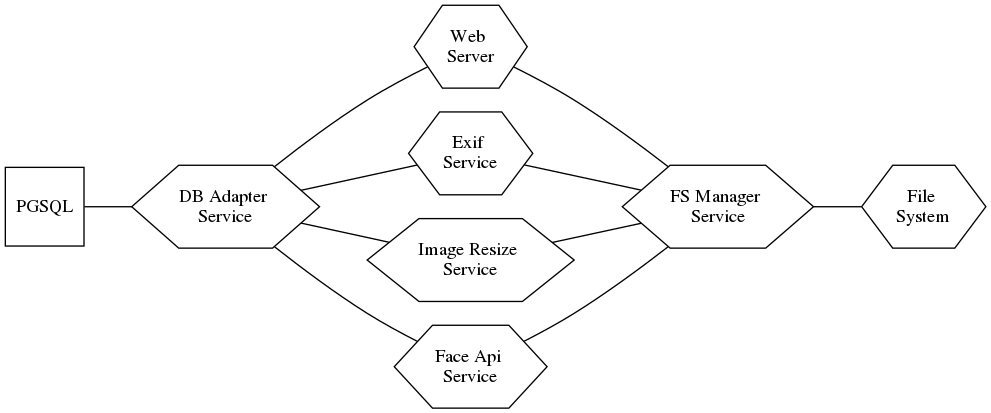 Web
Server
Exif
Service
PGSQL
DB Adapter
Service
FS Manager
Service
File
System
Image Resize
Service
Face Api
Service